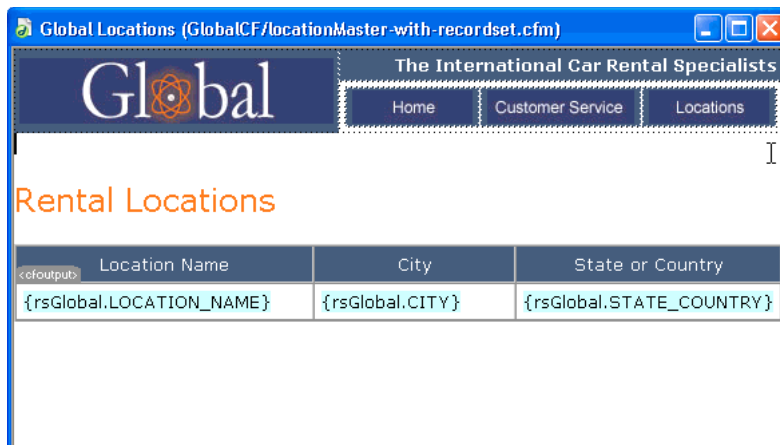 Global Locations (GlobalCF/locationMaster-with-recordset.cfm)
Global
The International Car Rental Specialists
Home Customer Service Locations
Rental Locations
<cfoutput>
Location Name City State or Country
{rsGlobal.LOCATION_NAME} {rsGlobal.CITY} {rsGlobal.STATE_COUNTRY}